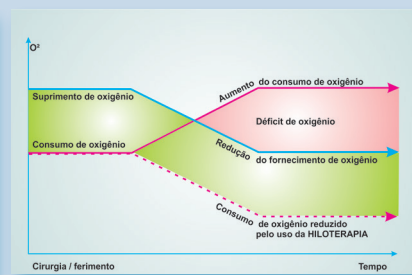 O²
Aumento do consumo de oxigênio
Suprimento de oxigênio
Déficit de oxigênio
Consumo de oxigênio
Redução
do fornecimento de oxigênio
Consumo
de oxigênio reduzido
pelo uso da HILOTERAPIA
Cirurgia / ferimento
Tempo